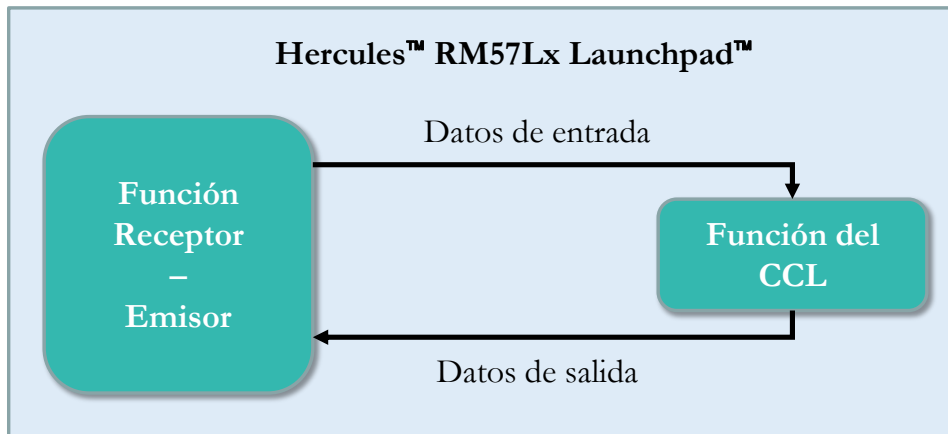 Hercules™ RM57Lx Launchpad™
Datos de entrada
Función
Receptor
–
Emisor
Función del
CCL
Datos de salida